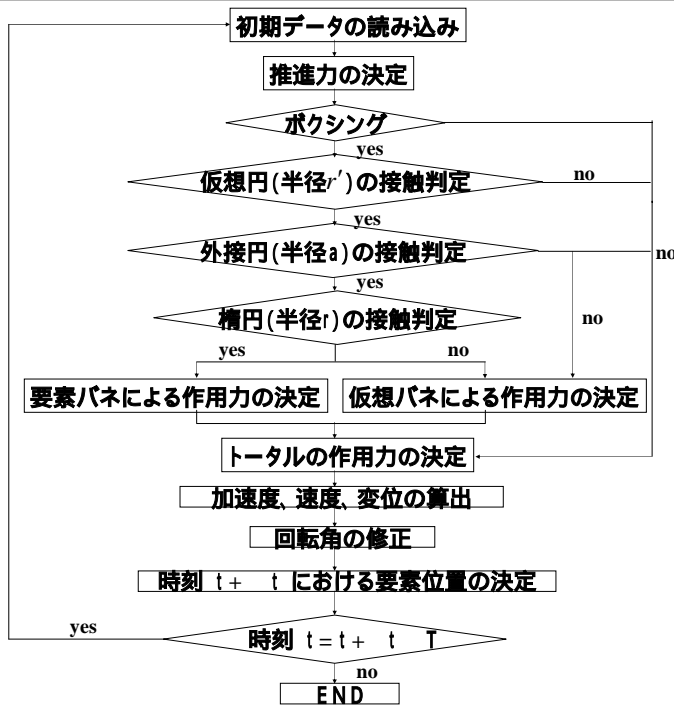 初期データの読み込み
推進力の決定
ボクシング
yes
仮想円(半径r′)の接触判定
no
yes
外接円(半径a)の接触判定
no
yes
楕円(半径r)の接触判定
no
yes
no
要素バネによる作用力の決定
仮想バネによる作用力の決定
トータルの作用力の決定
加速度、速度、変位の算出
回転角の修正
時刻 t+ t における要素位置の決定
yes
時刻 t=t+ t T
no
END